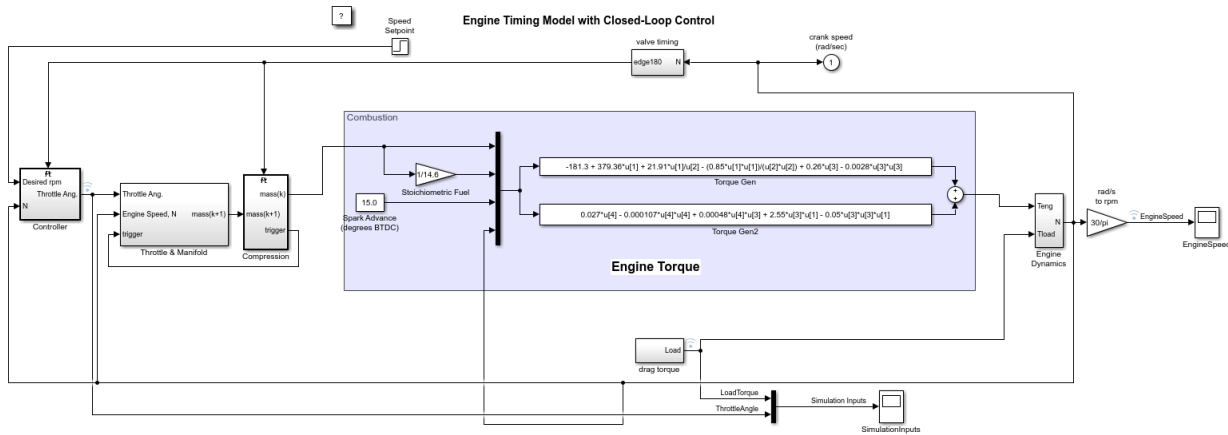 ?
Speed
Setpoint
Engine Timing Model with Closed-Loop Control
valve timing
edge180
N
crank speed
(rad/sec)
1
Combustion
Desired rpm
Throttle Ang.
N
Controller
Throttle Ang.
Engine Speed, N
mass(k+1)
trigger
Throttle & Manifold
mass(k)
mass(k+1)
trigger
Compression
1/14.6
Stoichiometric Fuel
15.0
Spark Advance
(degrees BTDC)
-181.3 + 379.36*u[1] + 21.91*u[1]/u[2] - (0.85*u[1]*u[1])/(u[2]*u[2]) + 0.26*u[3] - 0.0028*u[3]*u[3]
Torque Gen
0.027*u[4] - 0.000107*u[4]*u[4] + 0.00048*u[4]*u[3] + 2.55*u[3]*u[1] - 0.05*u[3]*u[3]*u[1]
Torque Gen2
+
+
Engine Torque
Teng
N
Tload
Engine
Dynamics
rad/s
to rpm
30/pi
EngineSpeed
EngineSpeed
Load
drag torque
LoadTorque
ThrottleAngle
Simulation Inputs
SimulationInputs